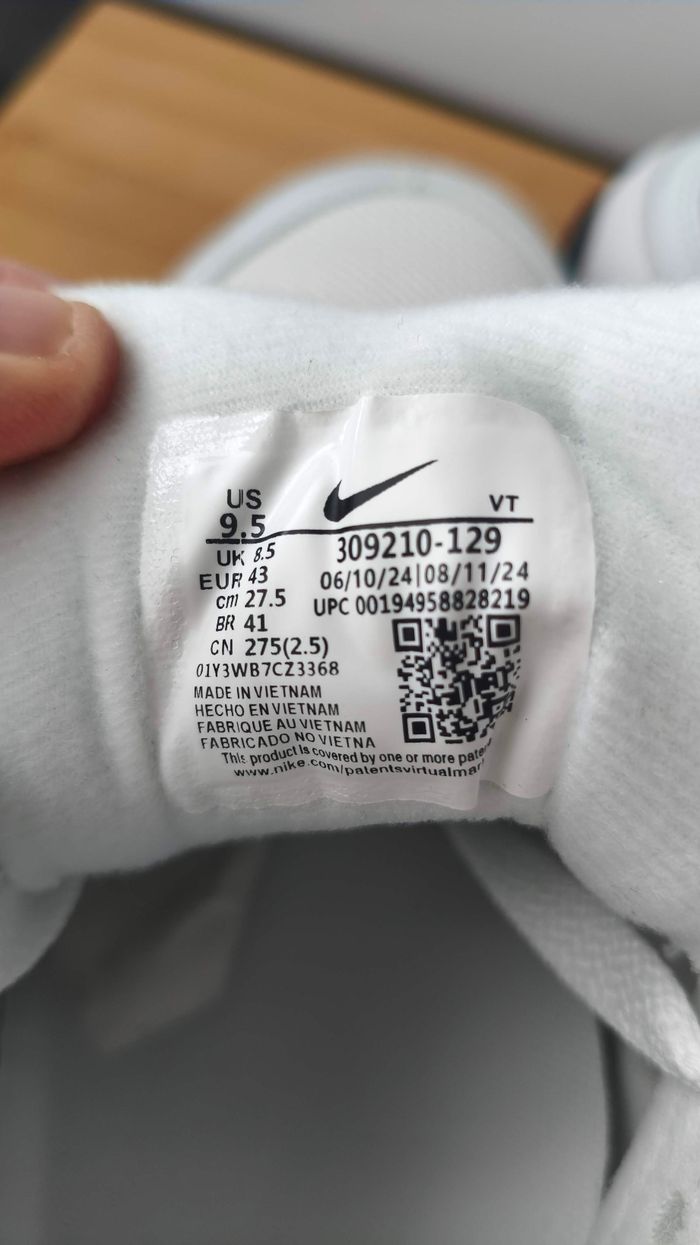 US
9.5
VT
UK 8.5
EUR 43
cm 27.5
BR 41
CN 275(2.5)
309210-129
06/10/24|08/11/24
UPC 00194958828219
01Y3WB7CZ3368
MADE IN VIETNAM
HECHO EN VIETNAM
FABRIQUE AU VIETNAM
FABRICADO NO VIETNA
This product is covered by one or more pate
www.nike.com/patentsvirtualmar